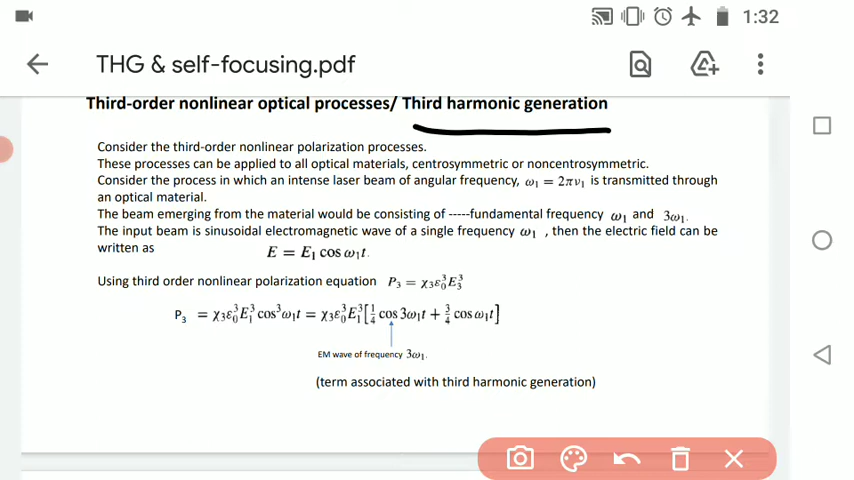 1:32
THG & self-focusing.pdf
Third-order nonlinear optical processes/ Third harmonic generation
Consider the third-order nonlinear polarization processes.
These processes can be applied to all optical materials, centrosymmetric or noncentrosymmetric.
Consider the process in which an intense laser beam of angular frequency, ω₁ = 2πν₁ is transmitted through
an optical material.
The beam emerging from the material would be consisting of -----fundamental frequency ω₁ and 3ω₁.
The input beam is sinusoidal electromagnetic wave of a single frequency ω₁ , then the electric field can be
written as E = E₁ cos ω₁t.
Using third order nonlinear polarization equation P₃ = χ₃ε₀³E₃³
P₃ = χ₃ε₀³E₁³ cos³ω₁t = χ₃ε₀³E₁³[¼ cos 3ω₁t + ¾ cos ω₁t]
EM wave of frequency 3ω₁.
(term associated with third harmonic generation)